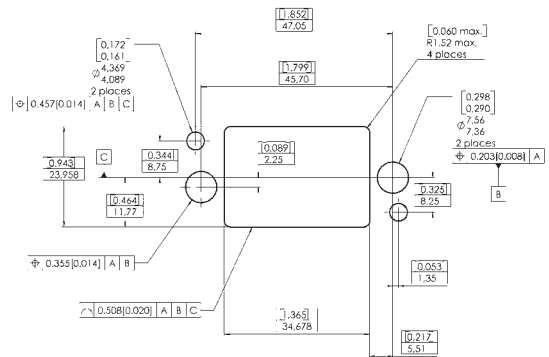 [1,852]
47,05
[0.060 max.]
R1.52 max.
4 places
[0,172
0,161]
⌀4,369
4,089
2 places
⌖ 0.457[0.014] A B C
[1,799]
45,70
[0,298
0,290]
⌀7,56
7,36
2 places
⌖ 0.203[0,008] A
B
C
[0,943]
23,958
[0,344]
8,75
[0,089]
2,25
[0,464]
11,77
[0,325]
8,25
⌖ 0.355[0,014] A B
[0,053]
1,35
⌒ 0.508[0.020] A B C
[1,365]
34,678
[0,217]
5,51